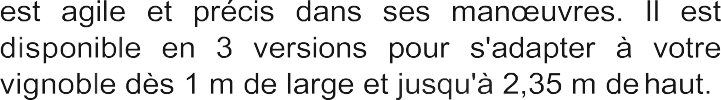 est agile et précis dans ses manœuvres. Il est
disponible en 3 versions pour s'adapter à votre
vignoble dès 1 m de large et jusqu'à 2,35 m de haut.